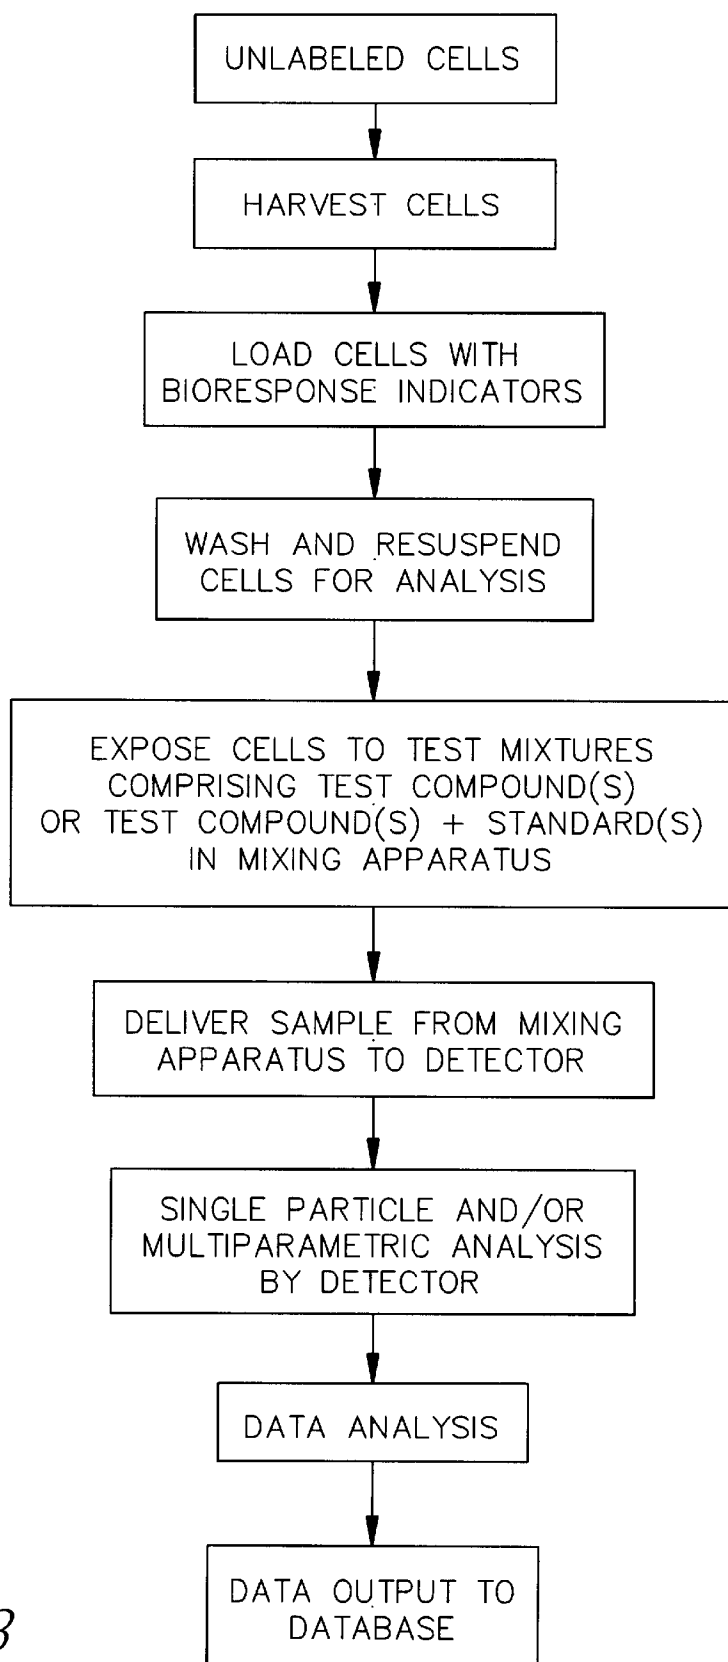 UNLABELED CELLS
HARVEST CELLS
LOAD CELLS WITH
BIORESPONSE INDICATORS
WASH AND RESUSPEND
CELLS FOR ANALYSIS
EXPOSE CELLS TO TEST MIXTURES
COMPRISING TEST COMPOUND(S)
OR TEST COMPOUND(S) + STANDARD(S)
IN MIXING APPARATUS
DELIVER SAMPLE FROM MIXING
APPARATUS TO DETECTOR
SINGLE PARTICLE AND/OR
MULTIPARAMETRIC ANALYSIS
BY DETECTOR
DATA ANALYSIS
DATA OUTPUT TO
DATABASE